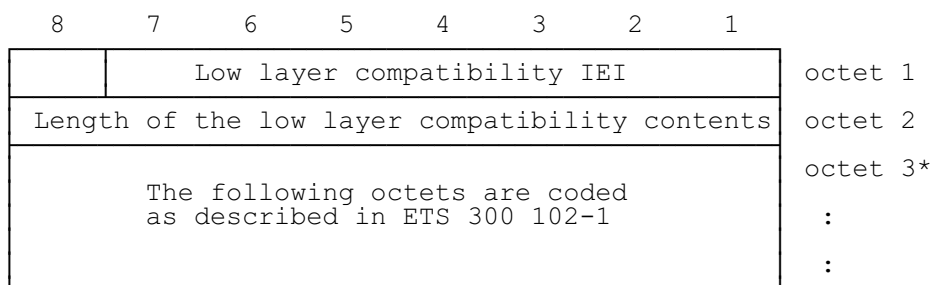 8 7 6 5 4 3 2 1
Low layer compatibility IEI octet 1
Length of the low layer compatibility contents octet 2
octet 3*
The following octets are coded
as described in ETS 300 102-1 :
: